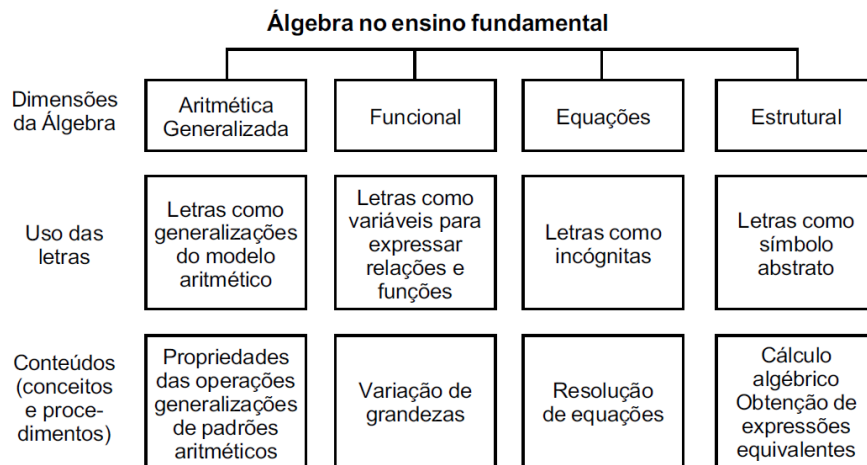 Álgebra no ensino fundamental
Dimensões
da Álgebra
Aritmética
Generalizada
Funcional
Equações
Estrutural
Uso das
letras
Letras como
generalizações
do modelo
aritmético
Letras como
variáveis para
expressar
relações e
funções
Letras como
incógnitas
Letras como
símbolo
abstrato
Conteúdos
(conceitos
e proce-
dimentos)
Propriedades
das operações
generalizações
de padrões
aritméticos
Variação de
grandezas
Resolução
de equações
Cálculo
algébrico
Obtenção de
expressões
equivalentes